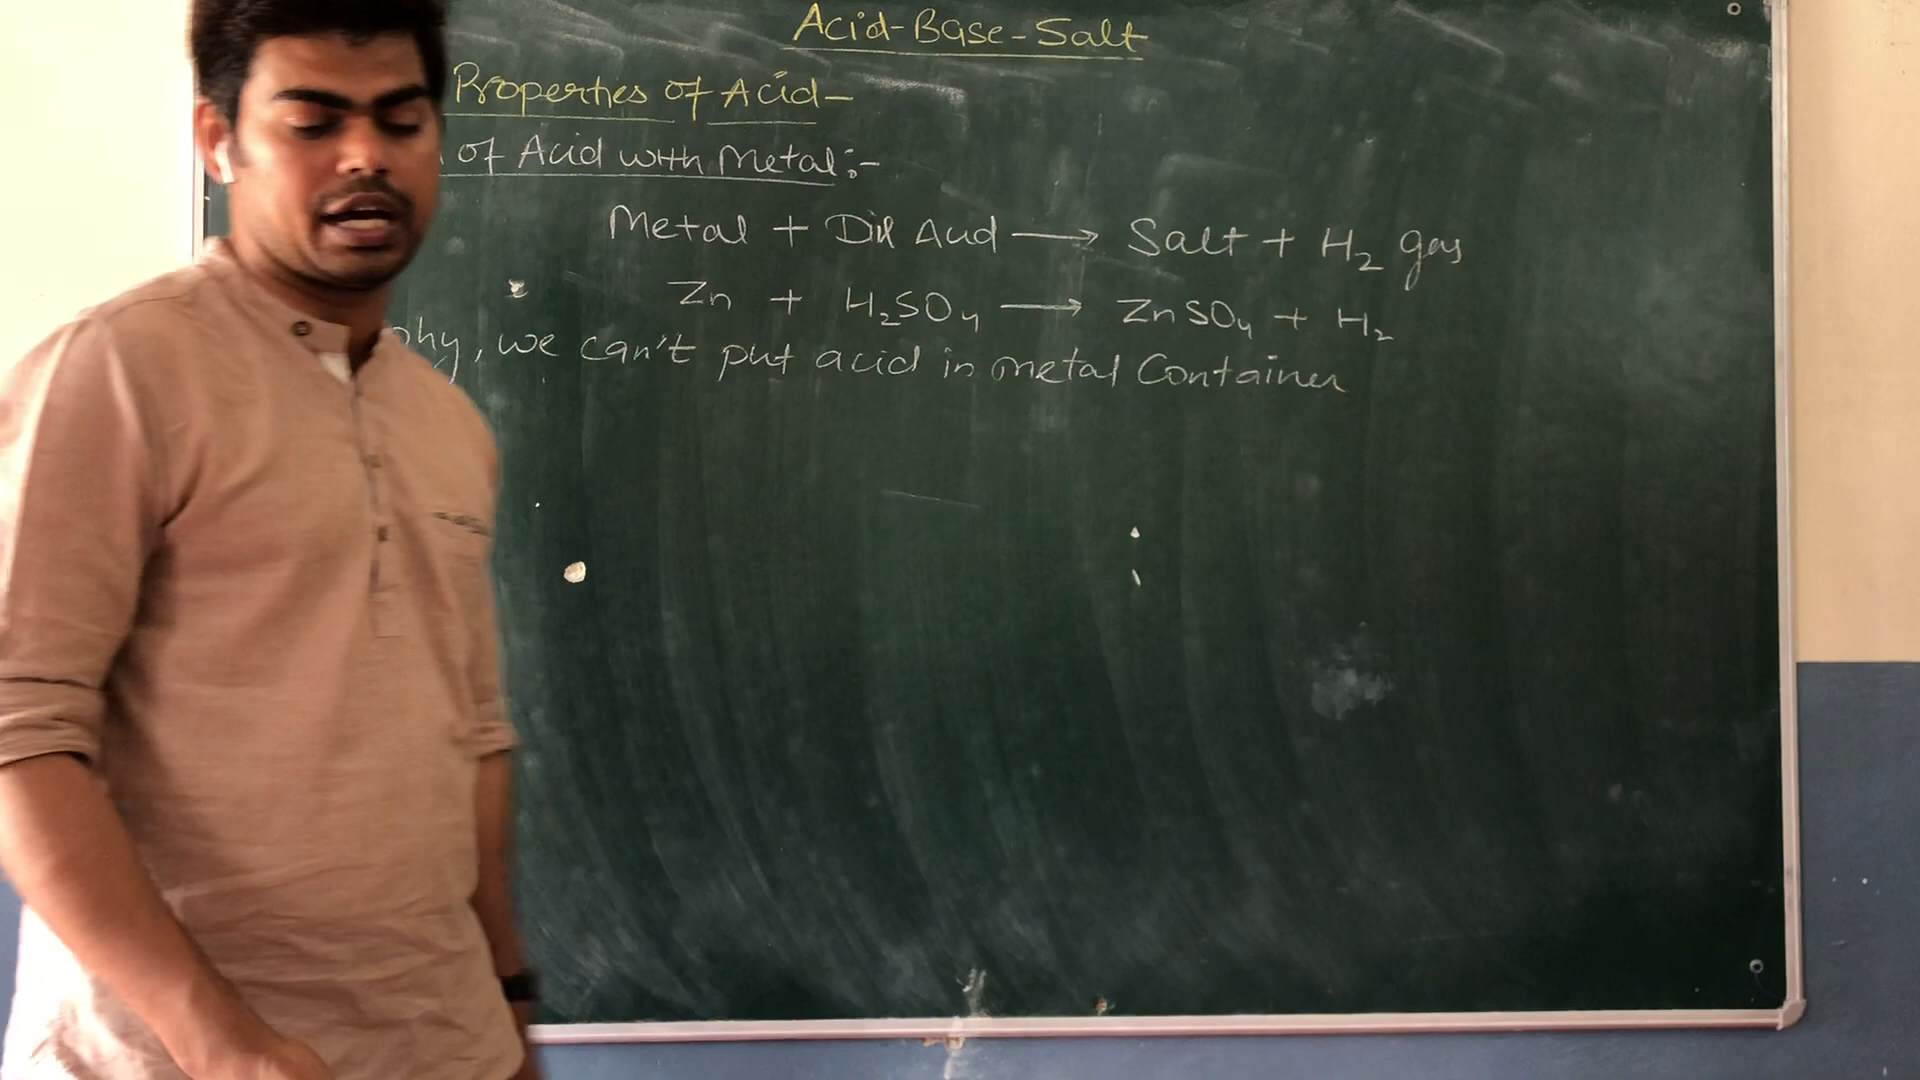 Acid-Base-Salt
Properties of Acid-
of Acid with Metal:-
Metal + Dil Acid → Salt + H₂ gas
Zn + H₂SO₄ → ZnSO₄ + H₂
why, we can't put acid in metal Container